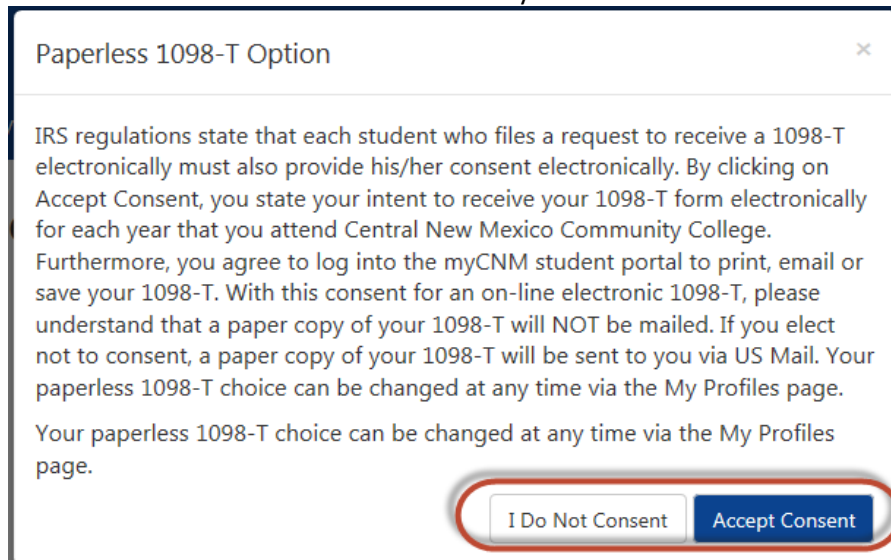 Paperless 1098-T Option
×
IRS regulations state that each student who files a request to receive a 1098-T
electronically must also provide his/her consent electronically. By clicking on
Accept Consent, you state your intent to receive your 1098-T form electronically
for each year that you attend Central New Mexico Community College.
Furthermore, you agree to log into the myCNM student portal to print, email or
save your 1098-T. With this consent for an on-line electronic 1098-T, please
understand that a paper copy of your 1098-T will NOT be mailed. If you elect
not to consent, a paper copy of your 1098-T will be sent to you via US Mail. Your
paperless 1098-T choice can be changed at any time via the My Profiles page.
Your paperless 1098-T choice can be changed at any time via the My Profiles
page.
I Do Not Consent
Accept Consent